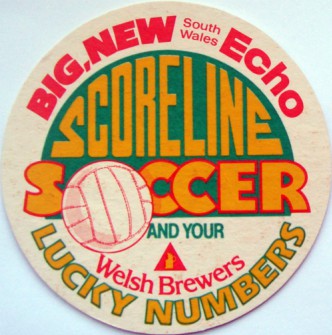 BIG, NEW South Wales Echo
SCORELINE
SOCCER
AND YOUR
Welsh Brewers
LUCKY NUMBERS